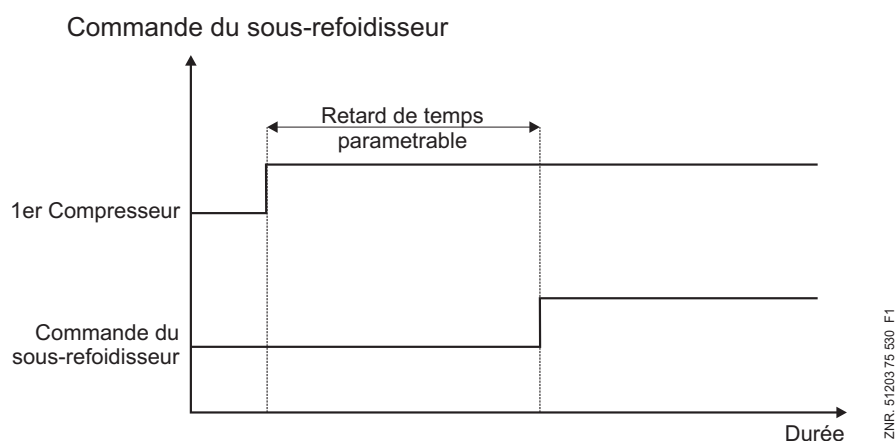 Commande du sous-refoidisseur
Retard de temps
parametrable
1er Compresseur
Commande du
sous-refoidisseur
Durée
ZNR. 51203 75 530 F1